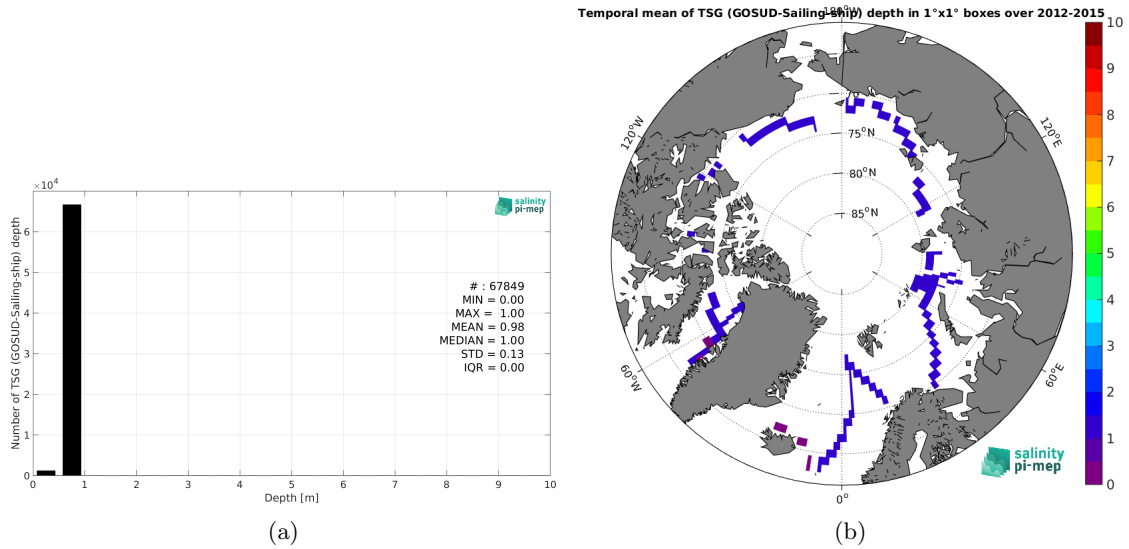 Temporal mean of TSG (GOSUD-Sailing-ship) depth in 1°x1° boxes over 2012-2015
180°W
120°W
120°E
75°N
80°N
85°N
60°W
60°E
0°
10
9
8
7
6
5
4
3
2
1
0
salinity
pi-mep
×10⁴
Number of TSG (GOSUD-Sailing-ship) depth
6
5
4
3
2
1
0
salinity
pi-mep
# : 67849
MIN = 0.00
MAX = 1.00
MEAN = 0.98
MEDIAN = 1.00
STD = 0.13
IQR = 0.00
0 1 2 3 4 5 6 7 8 9 10
Depth [m]
(a)
(b)